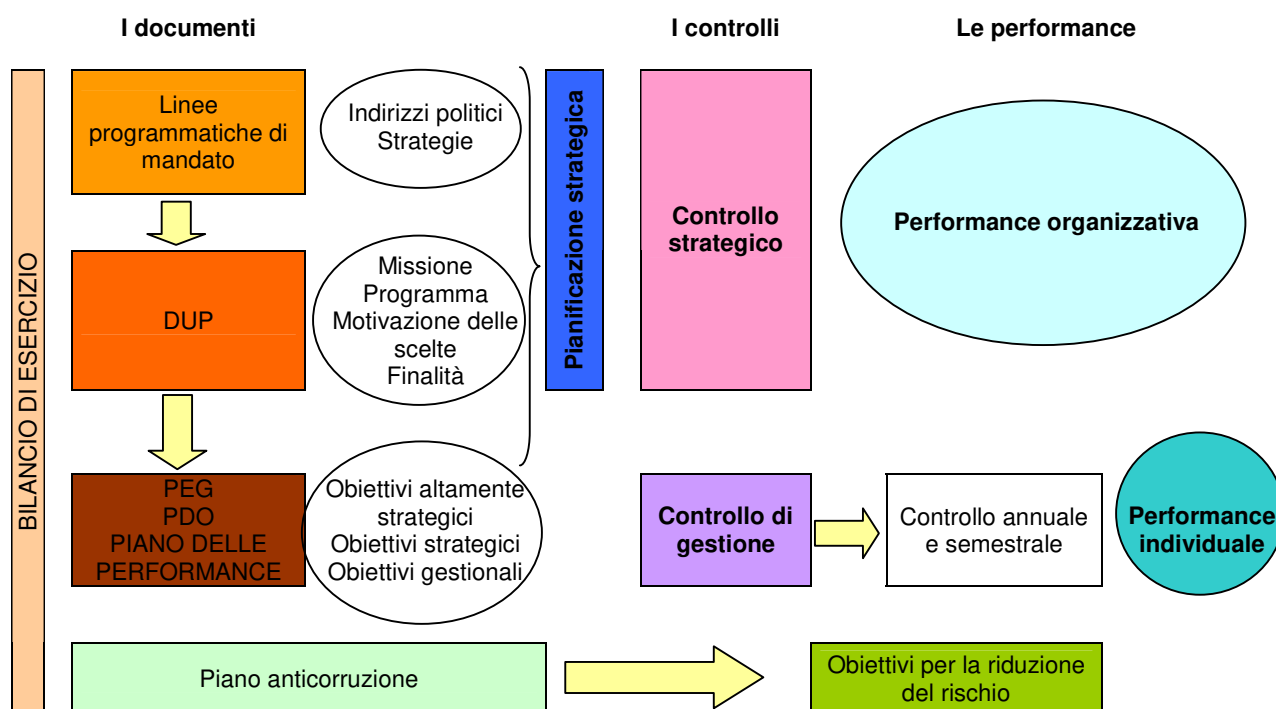 I documenti
I controlli
Le performance
BILANCIO DI ESERCIZIO
Linee
programmatiche di
mandato
Indirizzi politici
Strategie
DUP
Missione
Programma
Motivazione delle
scelte
Finalità
Pianificazione strategica
Controllo
strategico
Performance organizzativa
PEG
PDO
PIANO DELLE
PERFORMANCE
Obiettivi altamente
strategici
Obiettivi strategici
Obiettivi gestionali
Controllo di
gestione
Controllo annuale
e semestrale
Performance
individuale
Piano anticorruzione
Obiettivi per la riduzione
del rischio